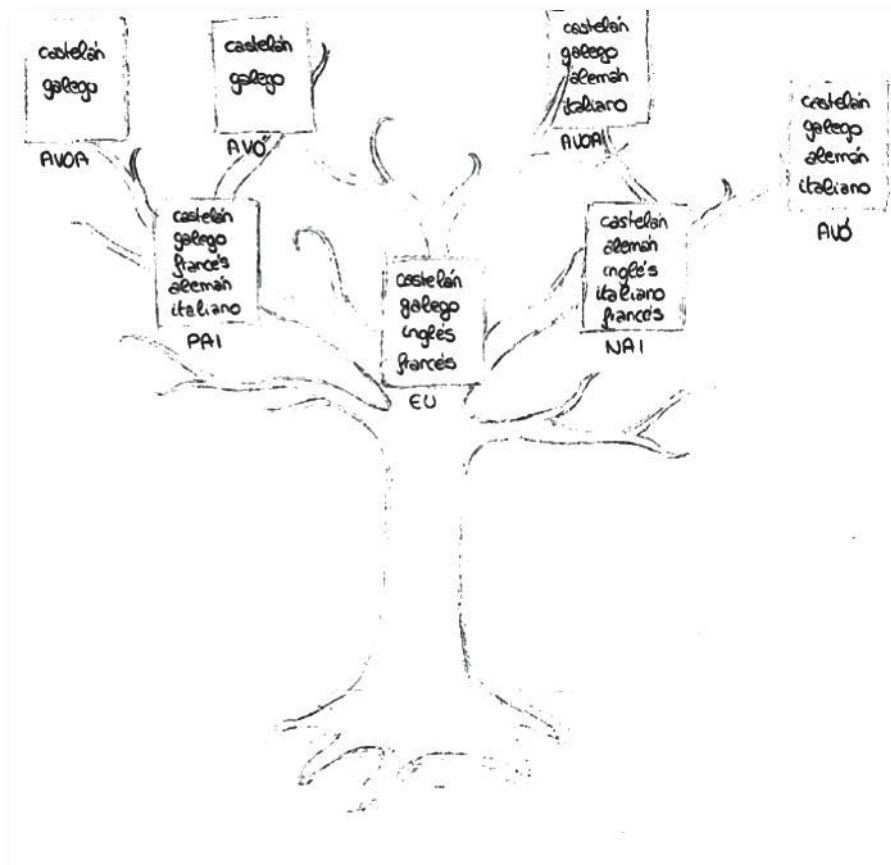 castelán
galego
AVOA
castelán
galego
AVÓ
castelán
galego
alemán
italiano
AVOA
castelán
galego
alemán
italiano
AVÓ
castelán
galego
francés
alemán
italiano
PAI
castelán
galego
inglés
francés
EU
castelán
alemán
inglés
italiano
francés
NAI